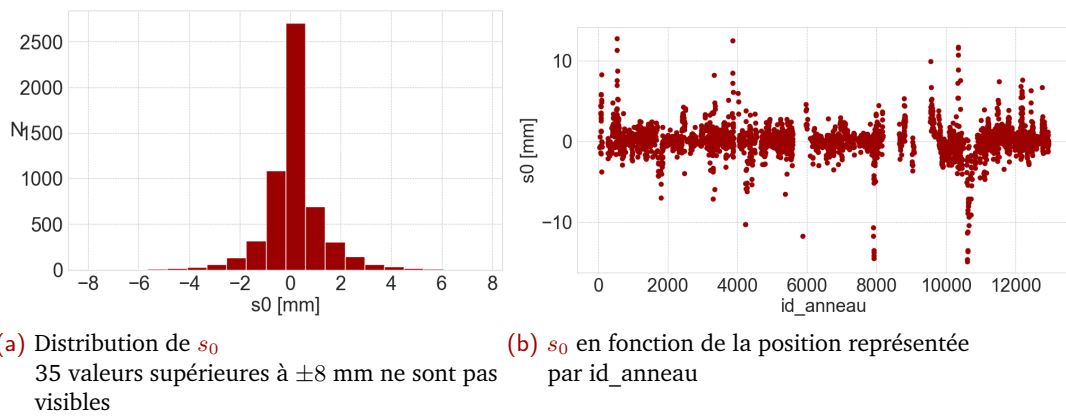 2500
2000
N
1500
1000
500
0
−8 −6 −4 −2 0 2 4 6 8
s0 [mm]
10
0
−10
s0 [mm]
0 2000 4000 6000 8000 10000 12000
id_anneau
(a) Distribution de s0
35 valeurs supérieures à ±8 mm ne sont pas
visibles
(b) s0 en fonction de la position représentée
par id_anneau